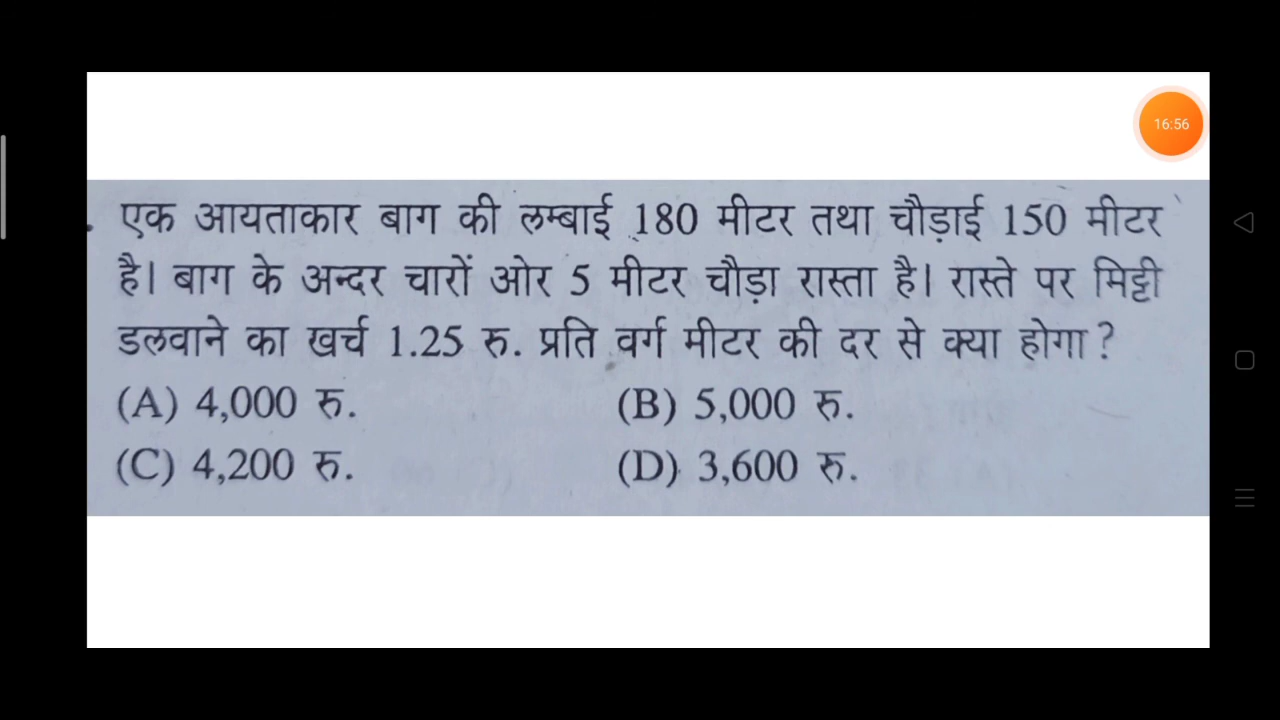 16:56
एक आयताकार बाग की लम्बाई 180 मीटर तथा चौड़ाई 150 मीटर
है। बाग के अन्दर चारों ओर 5 मीटर चौड़ा रास्ता है। रास्ते पर मिट्टी
डलवाने का खर्च 1.25 रु. प्रति वर्ग मीटर की दर से क्या होगा?
(A) 4,000 रु. (B) 5,000 रु.
(C) 4,200 रु. (D) 3,600 रु.